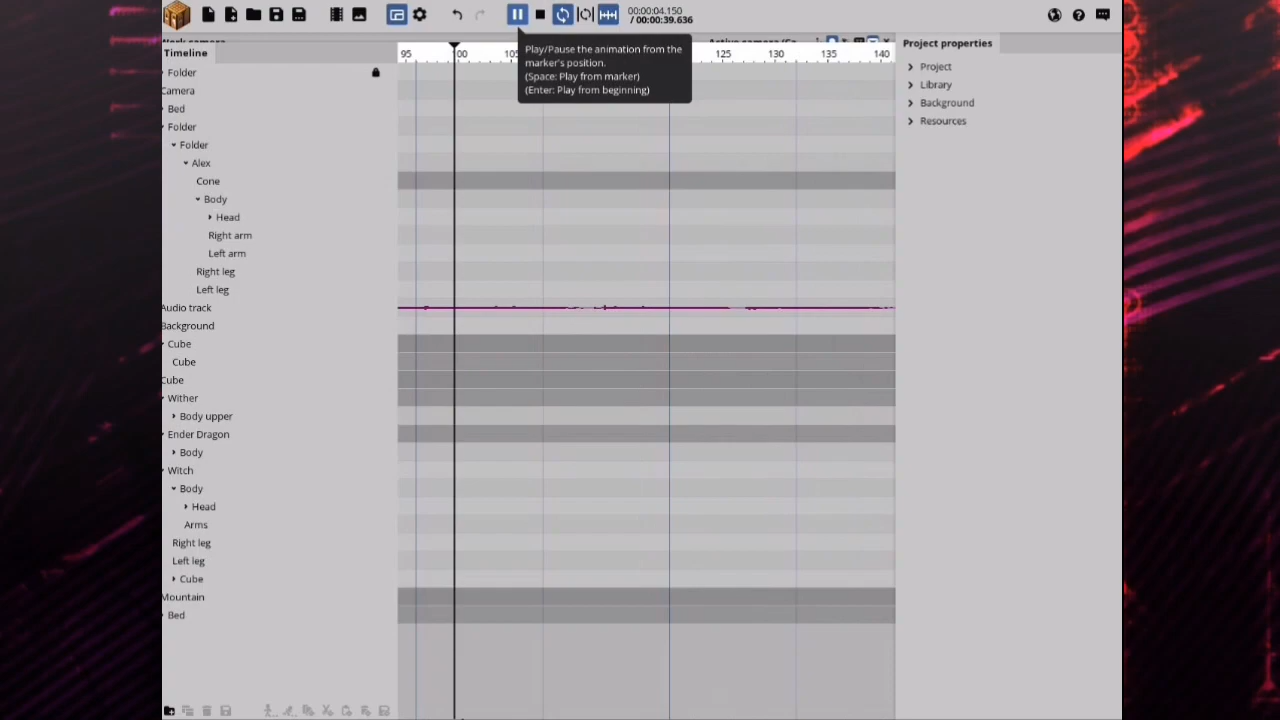 00:00:04.150
/ 00:00:39.636
Play/Pause the animation from the
marker's position.
(Space: Play from marker)
(Enter: Play from beginning)
Timeline
95
100
105
125
130
135
140
Project properties
Folder
Camera
Bed
Folder
Folder
Alex
Cone
Body
Head
Right arm
Left arm
Right leg
Left leg
Audio track
Background
Cube
Cube
Cube
Wither
Body upper
Ender Dragon
Body
Witch
Body
Head
Arms
Right leg
Left leg
Cube
Mountain
Bed
Project
Library
Background
Resources